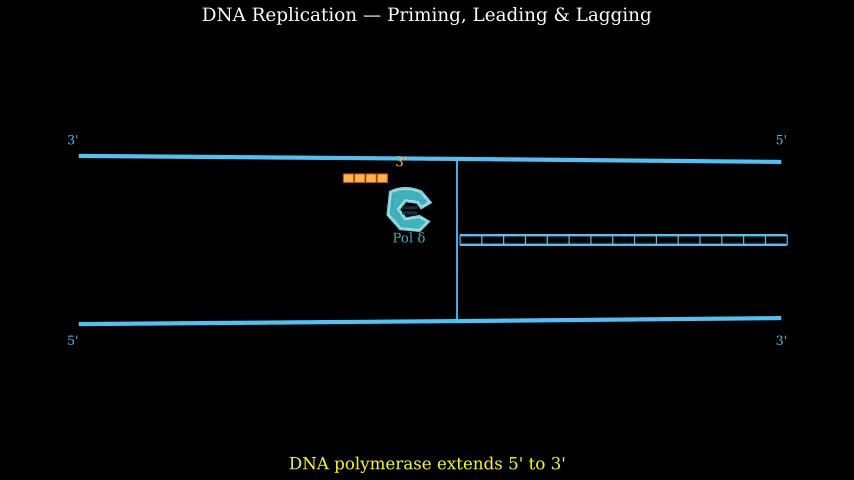 DNA Replication — Priming, Leading & Lagging
3' 5'
3'
Pol δ
5' 3'
DNA polymerase extends 5' to 3'